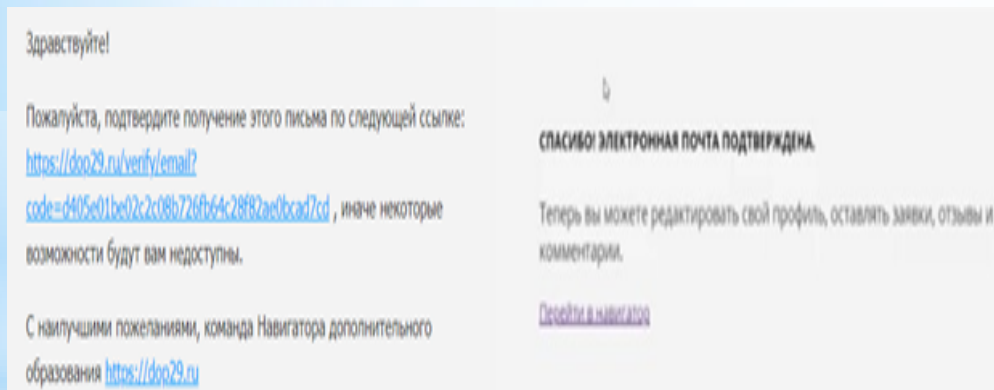 Здравствуйте!
Пожалуйста, подтвердите получение этого письма по следующей ссылке:
https://dop29.ru/verify/email?
code=d405e01be02c2c08b726fb64c28f82ae0bcad7cd , иначе некоторые
возможности будут вам недоступны.
С наилучшими пожеланиями, команда Навигатора дополнительного
образования https://dop29.ru
СПАСИБО! ЭЛЕКТРОННАЯ ПОЧТА ПОДТВЕРЖДЕНА.
Теперь вы можете редактировать свой профиль, оставлять заявки, отзывы и
комментарии.
Перейти в навигатор